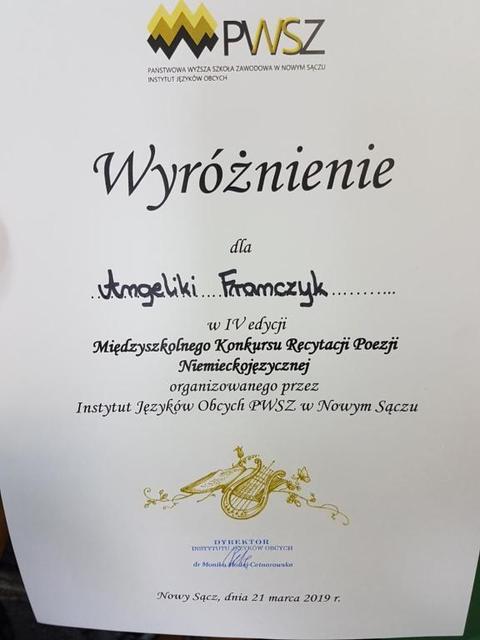 PWSZ
PAŃSTWOWA WYŻSZA SZKOŁA ZAWODOWA W NOWYM SĄCZU
INSTYTUT JĘZYKÓW OBCYCH
Wyróżnienie
dla
..Angeliki....Franczyk..........
w IV edycji
Międzyszkolnego Konkursu Recytacji Poezji
Niemieckojęzycznej
organizowanego przez
Instytut Języków Obcych PWSZ w Nowym Sączu
DYREKTOR
INSTYTUTU JĘZYKÓW OBCYCH
dr Monika Madej-Cetnarowska
Nowy Sącz, dnia 21 marca 2019 r.